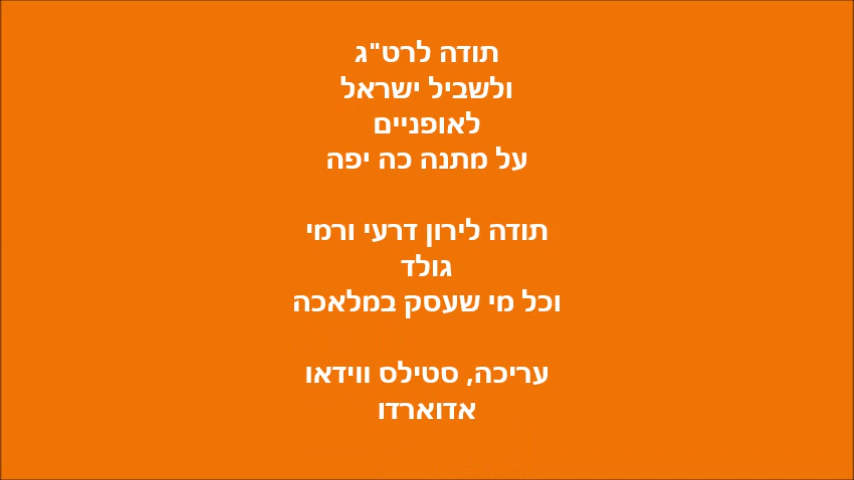 תודה לרט"ג
ולשביל ישראל
לאופניים
על מתנה כה יפה
תודה לירון דרעי ורמי
גולד
וכל מי שעסק במלאכה
עריכה, סטילס ווידאו
אדוארדו